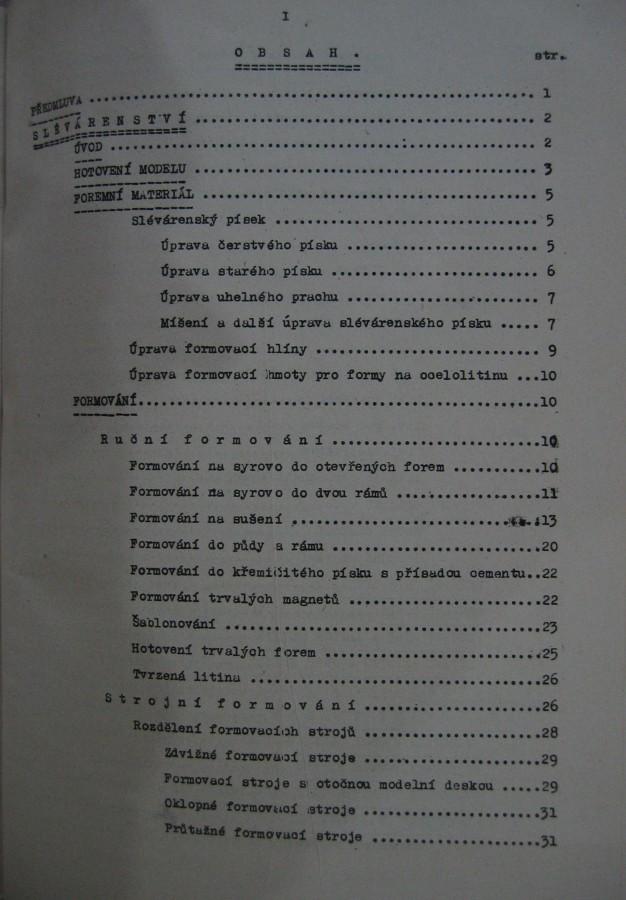 I
O B S A H . str.
PŘEDMLUVA ........................................................ 1
S L É V Á R E N S T V Í ............................................ 2
ÚVOD ........................................................ 2
HOTOVENÍ MODELU ............................................ 3
FOREMNÍ MATERIÁL .......................................... 5
Slévárenský písek .................................. 5
Úprava čerstvého písku ......................... 5
Úprava starého písku ........................... 6
Úprava uhelného prachu ......................... 7
Míšení a další úprava slévárenského písku ..... 7
Úprava formovací hlíny ............................ 9
Úprava formovací hmoty pro formy na ocelolitinu ...10
FORMOVÁNÍ..................................................10
R u č n í f o r m o v á n í ..........................10
Formování na syrovo do otevřených forem ...........10
Formování na syrovo do dvou rámů ..................11
Formování na sušení ...............................13
Formování do půdy a rámu ..........................20
Formování do křemičitého písku s přísadou cementu..22
Formování trvalých magnetů ........................22
Šablonování .......................................23
Hotovení trvalých forem ...........................25
Tvrzená litina ....................................26
S t r o j n í f o r m o v á n í ......................26
Rozdělení formovacích strojů ......................28
Zdvižné formovací stroje ......................29
Formovací stroje s otočnou modelní deskou .....29
Oklopné formovací stroje ......................31
Průtažné formovací stroje .....................31